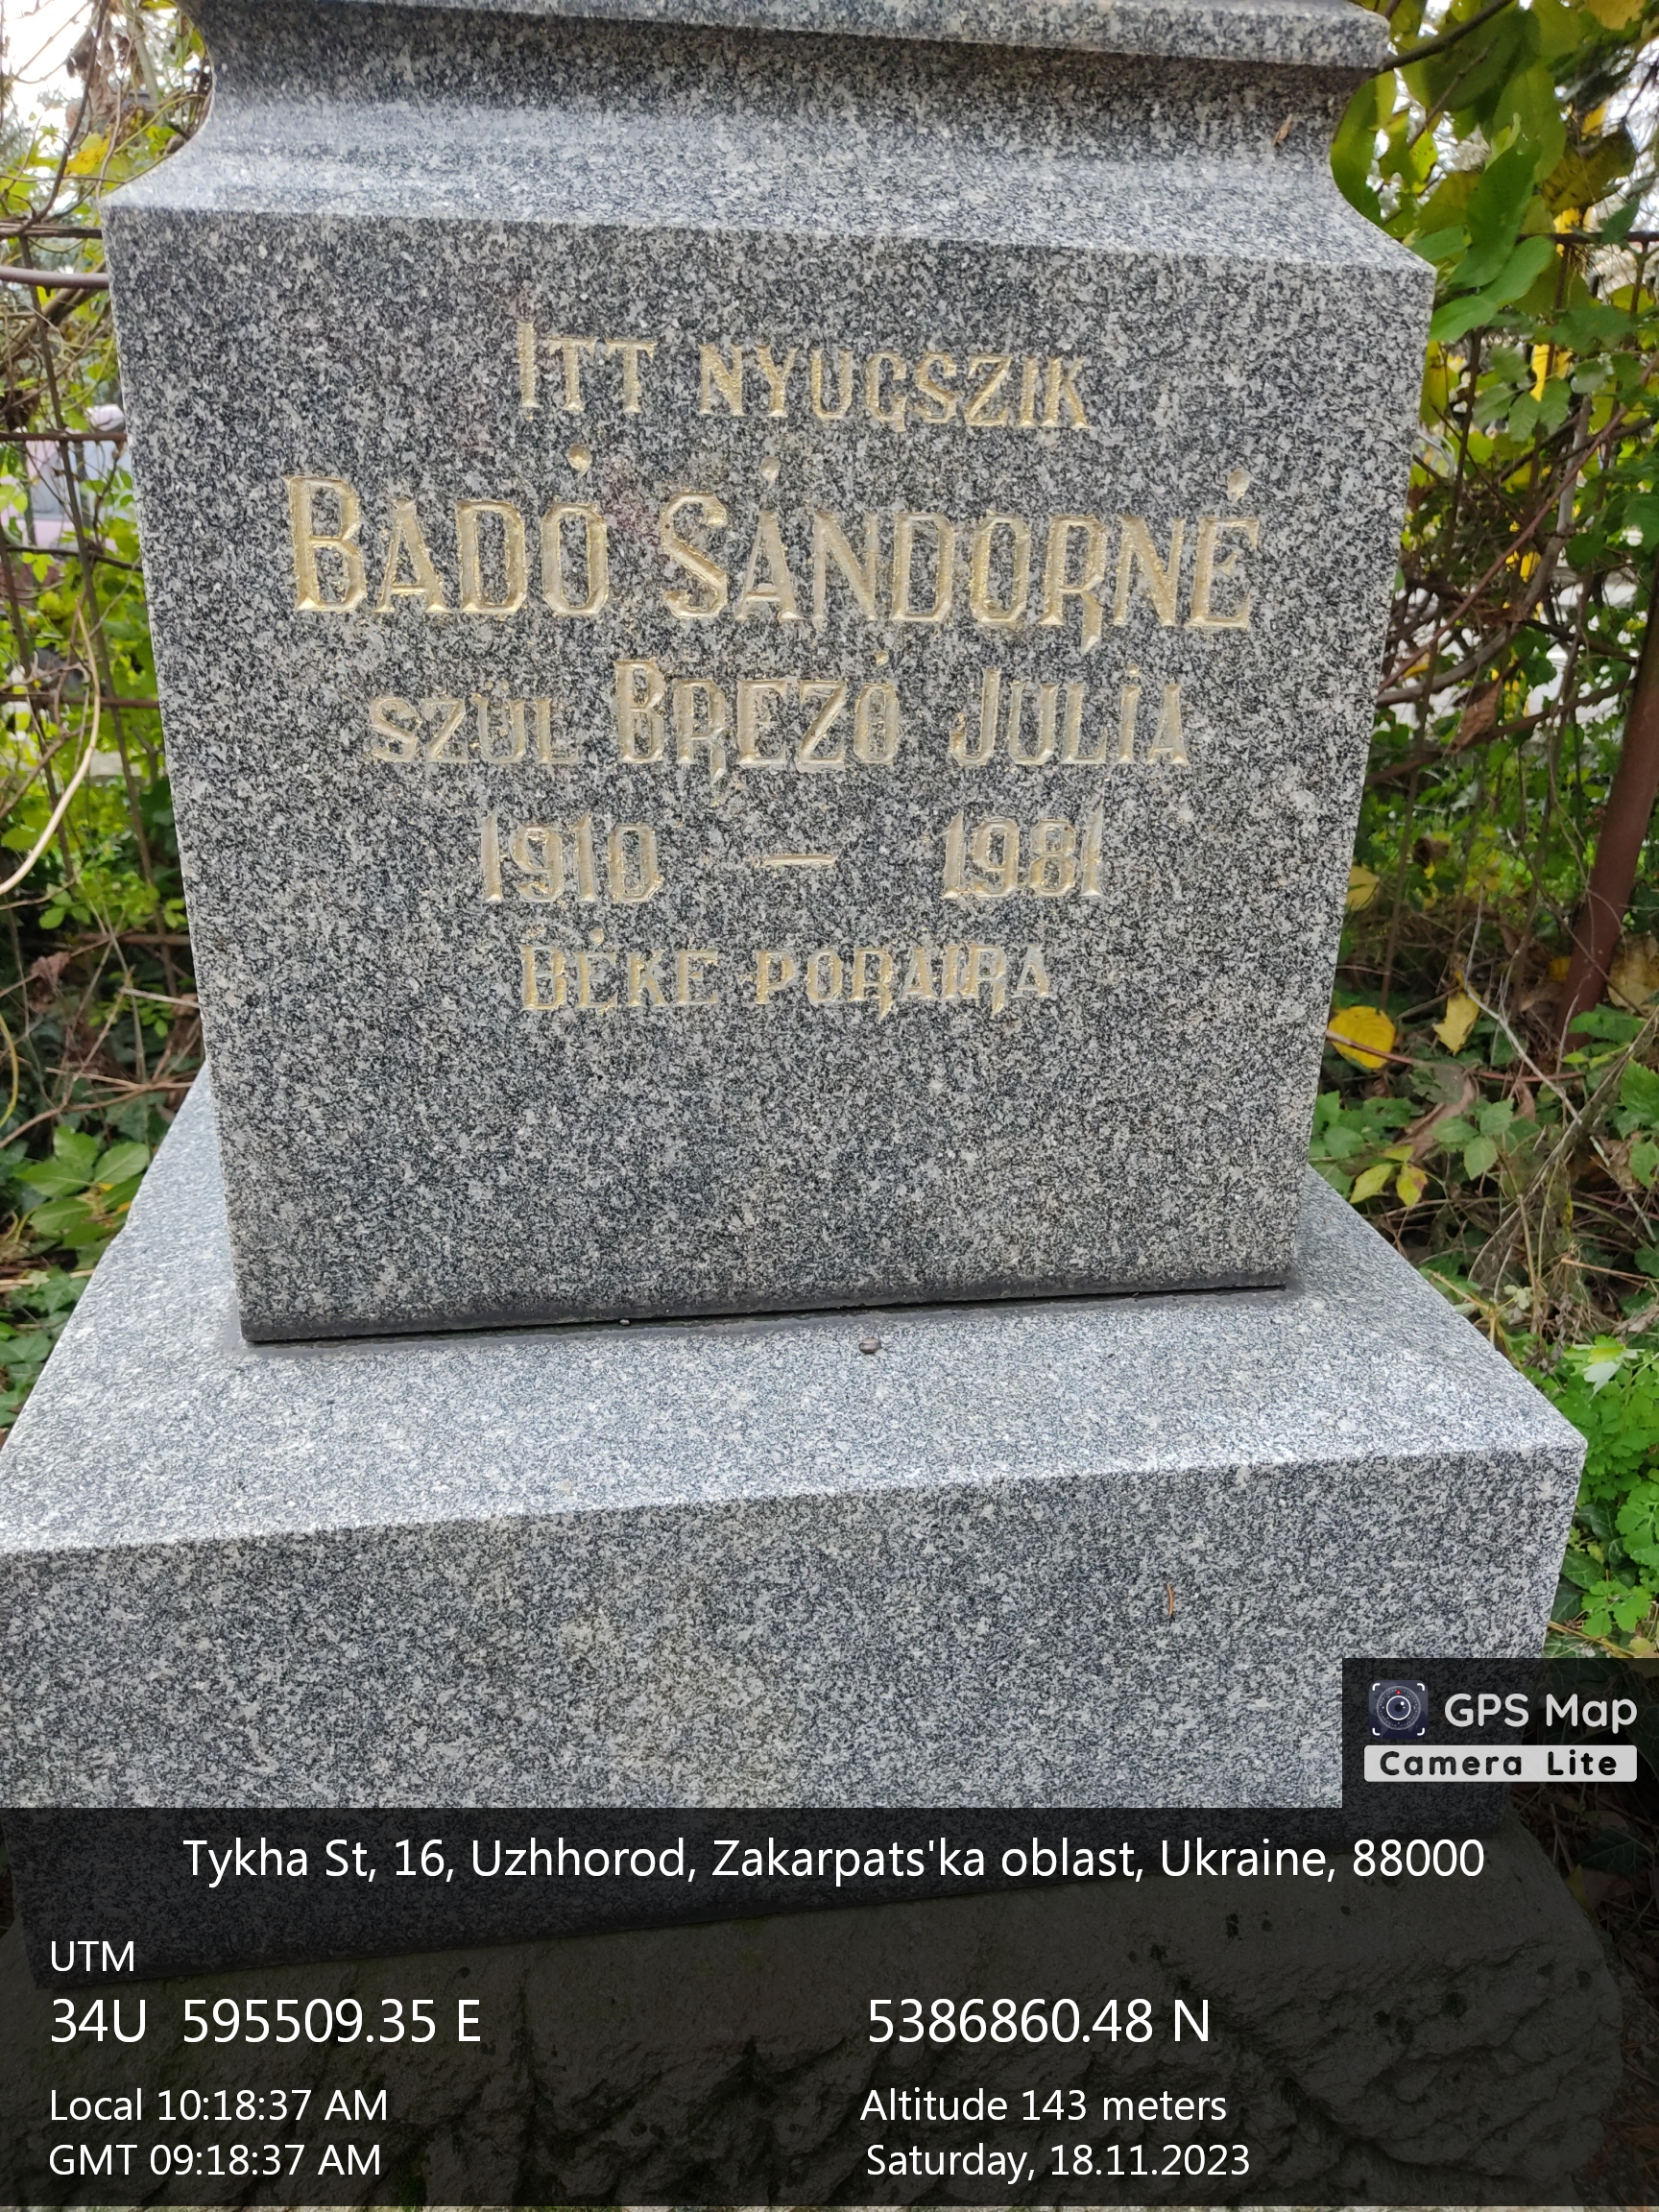 ITT NYUGSZIK
BADÓ SÁNDORNÉ
SZÜL BREZÓ JULIA
1910 — 1981
BÉKE PORAIRA
GPS Map
Camera Lite
Tykha St, 16, Uzhhorod, Zakarpats'ka oblast, Ukraine, 88000
UTM
34U 595509.35 E 5386860.48 N
Local 10:18:37 AM Altitude 143 meters
GMT 09:18:37 AM Saturday, 18.11.2023